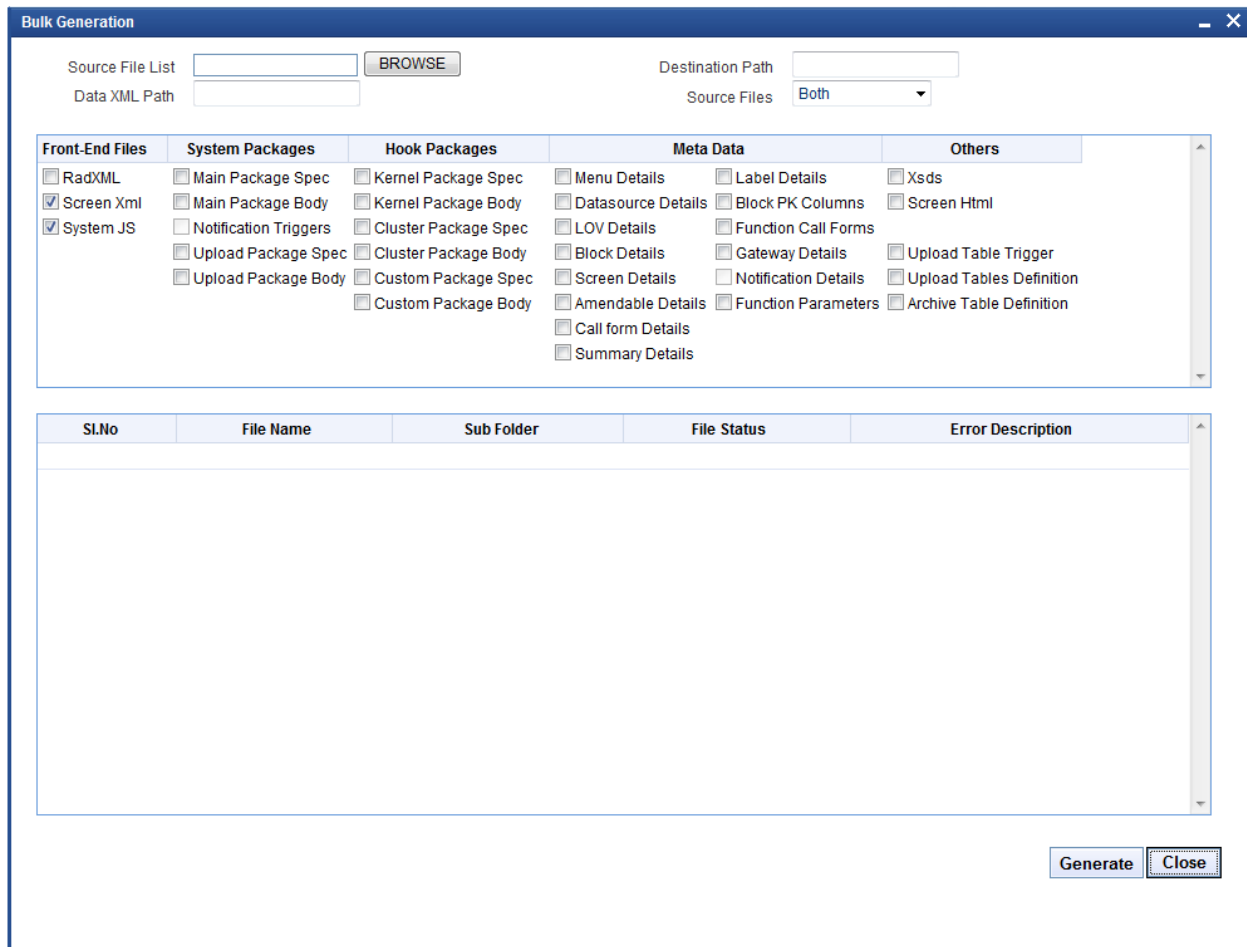 Bulk Generation
Source File List BROWSE Destination Path
Data XML Path Source Files Both
Front-End Files System Packages Hook Packages Meta Data Others
RadXML Main Package Spec Kernel Package Spec Menu Details Label Details Xsds
Screen Xml Main Package Body Kernel Package Body Datasource Details Block PK Columns Screen Html
System JS Notification Triggers Cluster Package Spec LOV Details Function Call Forms
Upload Package Spec Cluster Package Body Block Details Gateway Details Upload Table Trigger
Upload Package Body Custom Package Spec Screen Details Notification Details Upload Tables Definition
Custom Package Body Amendable Details Function Parameters Archive Table Definition
Call form Details
Summary Details
Sl.No File Name Sub Folder File Status Error Description
Generate Close